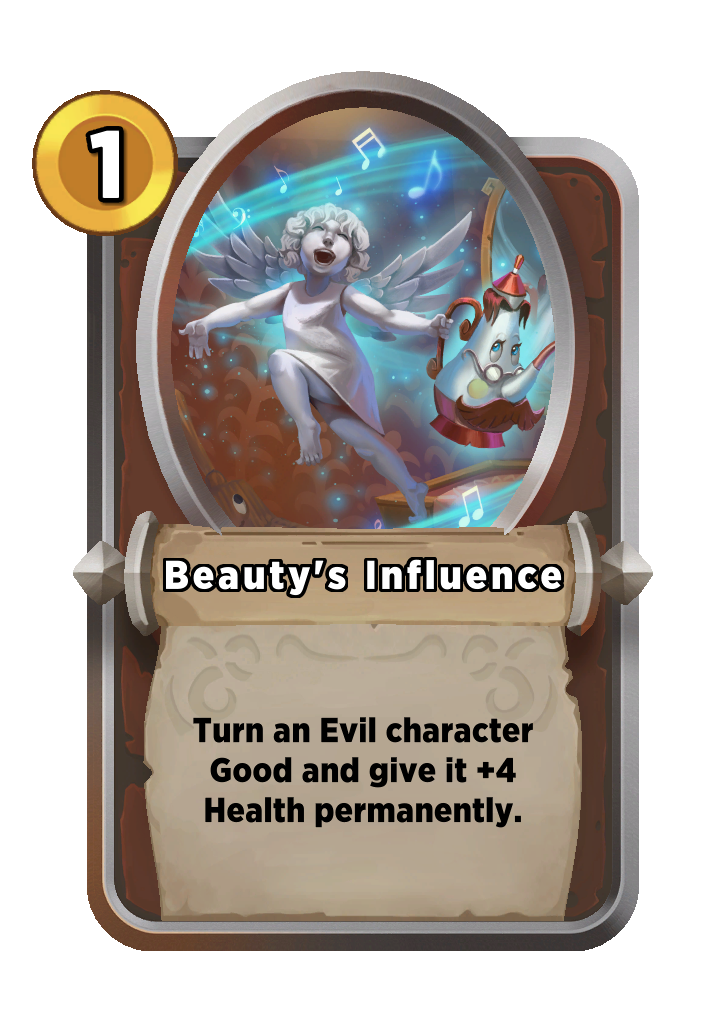 1
Beauty's Influence
Turn an Evil character
Good and give it +4
Health permanently.